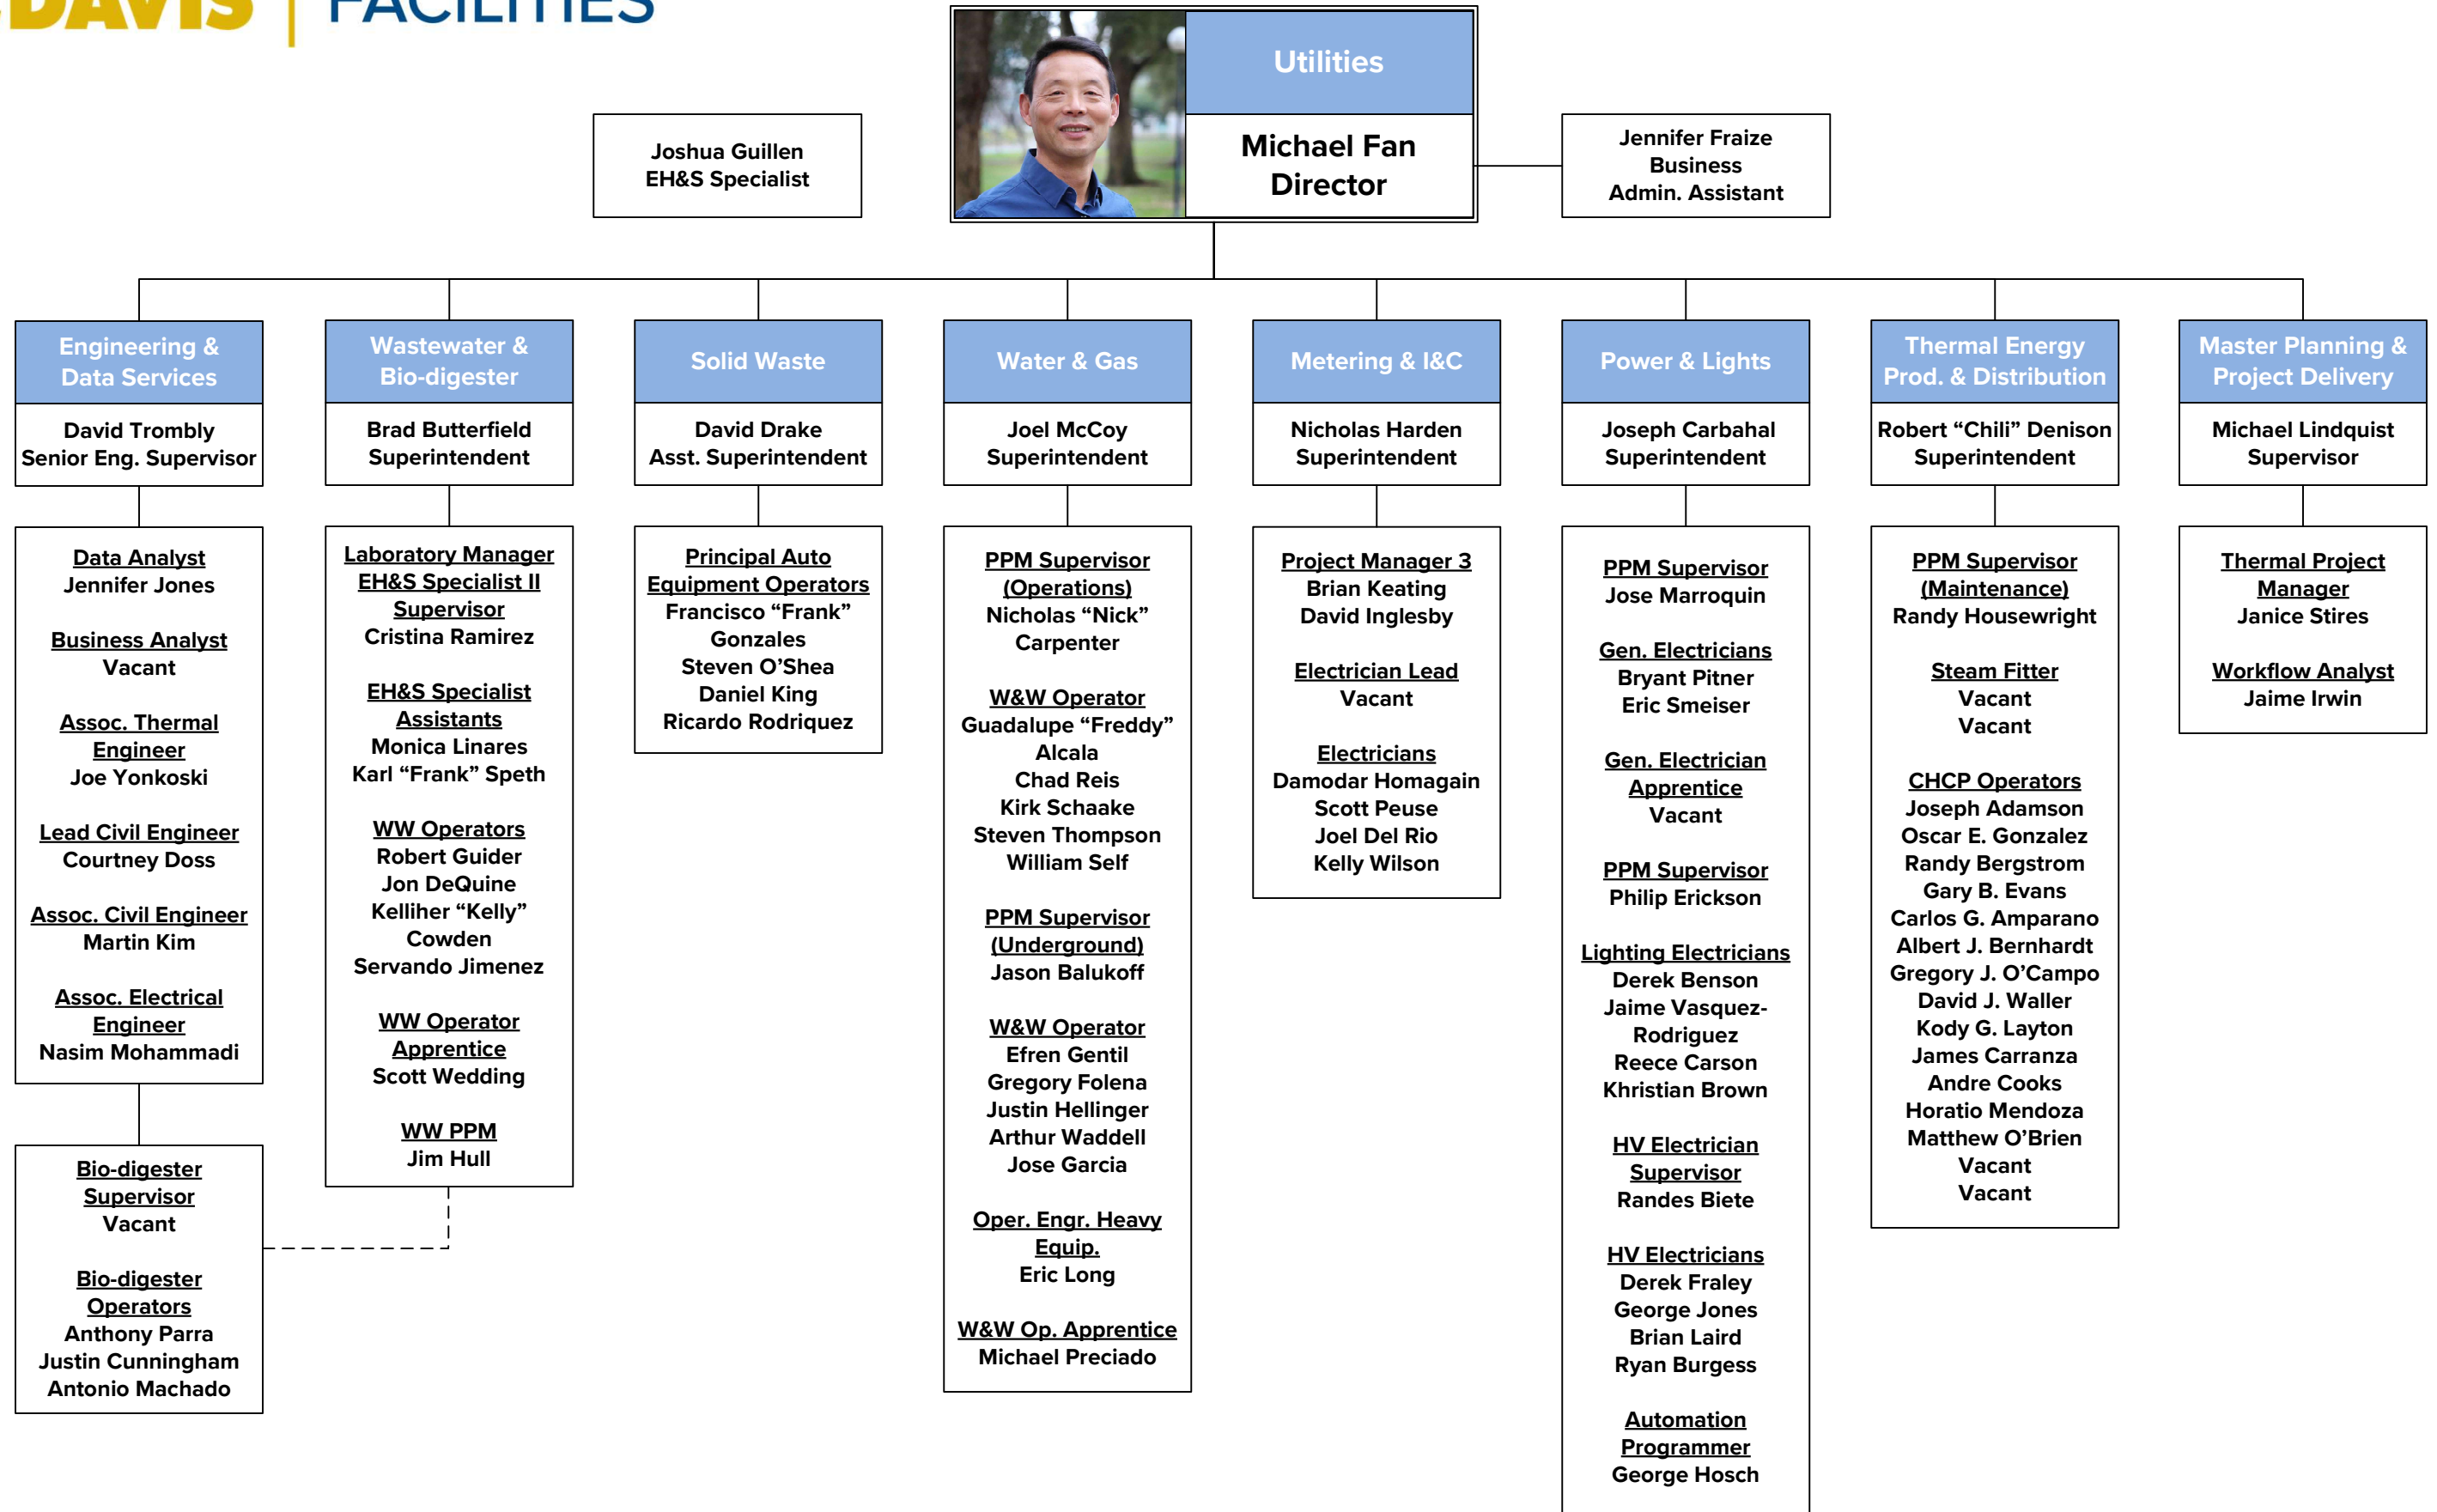 DAVIS | FACILITIES
Utilities
Michael Fan
Director
Joshua Guillen
EH&S Specialist
Jennifer Fraize
Business
Admin. Assistant
Engineering &
Data Services
David Trombly
Senior Eng. Supervisor
Data Analyst
Jennifer Jones
Business Analyst
Vacant
Assoc. Thermal
Engineer
Joe Yonkoski
Lead Civil Engineer
Courtney Doss
Assoc. Civil Engineer
Martin Kim
Assoc. Electrical
Engineer
Nasim Mohammadi
Bio-digester
Supervisor
Vacant
Bio-digester
Operators
Anthony Parra
Justin Cunningham
Antonio Machado
Wastewater &
Bio-digester
Brad Butterfield
Superintendent
Laboratory Manager
EH&S Specialist II
Supervisor
Cristina Ramirez
EH&S Specialist
Assistants
Monica Linares
Karl “Frank” Speth
WW Operators
Robert Guider
Jon DeQuine
Kelliher “Kelly”
Cowden
Servando Jimenez
WW Operator
Apprentice
Scott Wedding
WW PPM
Jim Hull
Solid Waste
David Drake
Asst. Superintendent
Principal Auto
Equipment Operators
Francisco “Frank”
Gonzales
Steven O’Shea
Daniel King
Ricardo Rodriquez
Water & Gas
Joel McCoy
Superintendent
PPM Supervisor
(Operations)
Nicholas “Nick”
Carpenter
W&W Operator
Guadalupe “Freddy”
Alcala
Chad Reis
Kirk Schaake
Steven Thompson
William Self
PPM Supervisor
(Underground)
Jason Balukoff
W&W Operator
Efren Gentil
Gregory Folena
Justin Hellinger
Arthur Waddell
Jose Garcia
Oper. Engr. Heavy
Equip.
Eric Long
W&W Op. Apprentice
Michael Preciado
Metering & I&C
Nicholas Harden
Superintendent
Project Manager 3
Brian Keating
David Inglesby
Electrician Lead
Vacant
Electricians
Damodar Homagain
Scott Peuse
Joel Del Rio
Kelly Wilson
Power & Lights
Joseph Carbahal
Superintendent
PPM Supervisor
Jose Marroquin
Gen. Electricians
Bryant Pitner
Eric Smeiser
Gen. Electrician
Apprentice
Vacant
PPM Supervisor
Philip Erickson
Lighting Electricians
Derek Benson
Jaime Vasquez-
Rodriguez
Reece Carson
Khristian Brown
HV Electrician
Supervisor
Randes Biete
HV Electricians
Derek Fraley
George Jones
Brian Laird
Ryan Burgess
Automation
Programmer
George Hosch
Thermal Energy
Prod. & Distribution
Robert “Chili” Denison
Superintendent
PPM Supervisor
(Maintenance)
Randy Housewright
Steam Fitter
Vacant
Vacant
CHCP Operators
Joseph Adamson
Oscar E. Gonzalez
Randy Bergstrom
Gary B. Evans
Carlos G. Amparano
Albert J. Bernhardt
Gregory J. O’Campo
David J. Waller
Kody G. Layton
James Carranza
Andre Cooks
Horatio Mendoza
Matthew O’Brien
Vacant
Vacant
Master Planning &
Project Delivery
Michael Lindquist
Supervisor
Thermal Project
Manager
Janice Stires
Workflow Analyst
Jaime Irwin